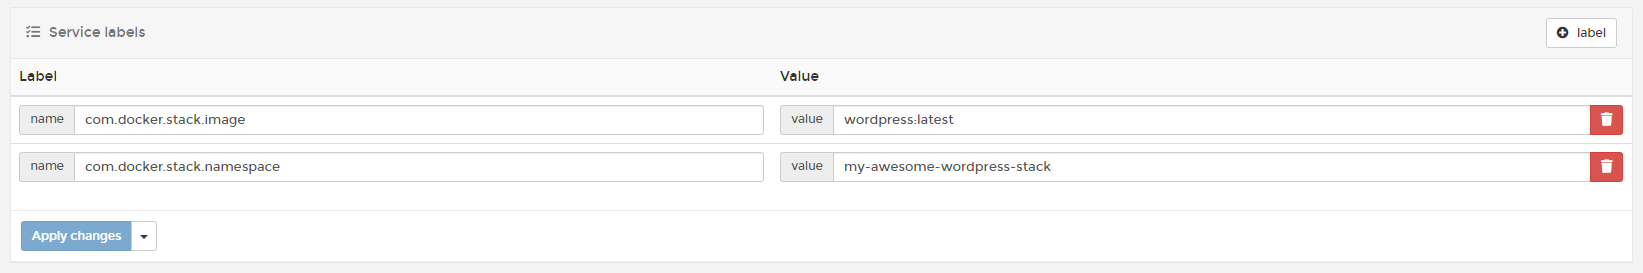 Service labels
label
Label Value
name com.docker.stack.image value wordpress:latest
name com.docker.stack.namespace value my-awesome-wordpress-stack
Apply changes